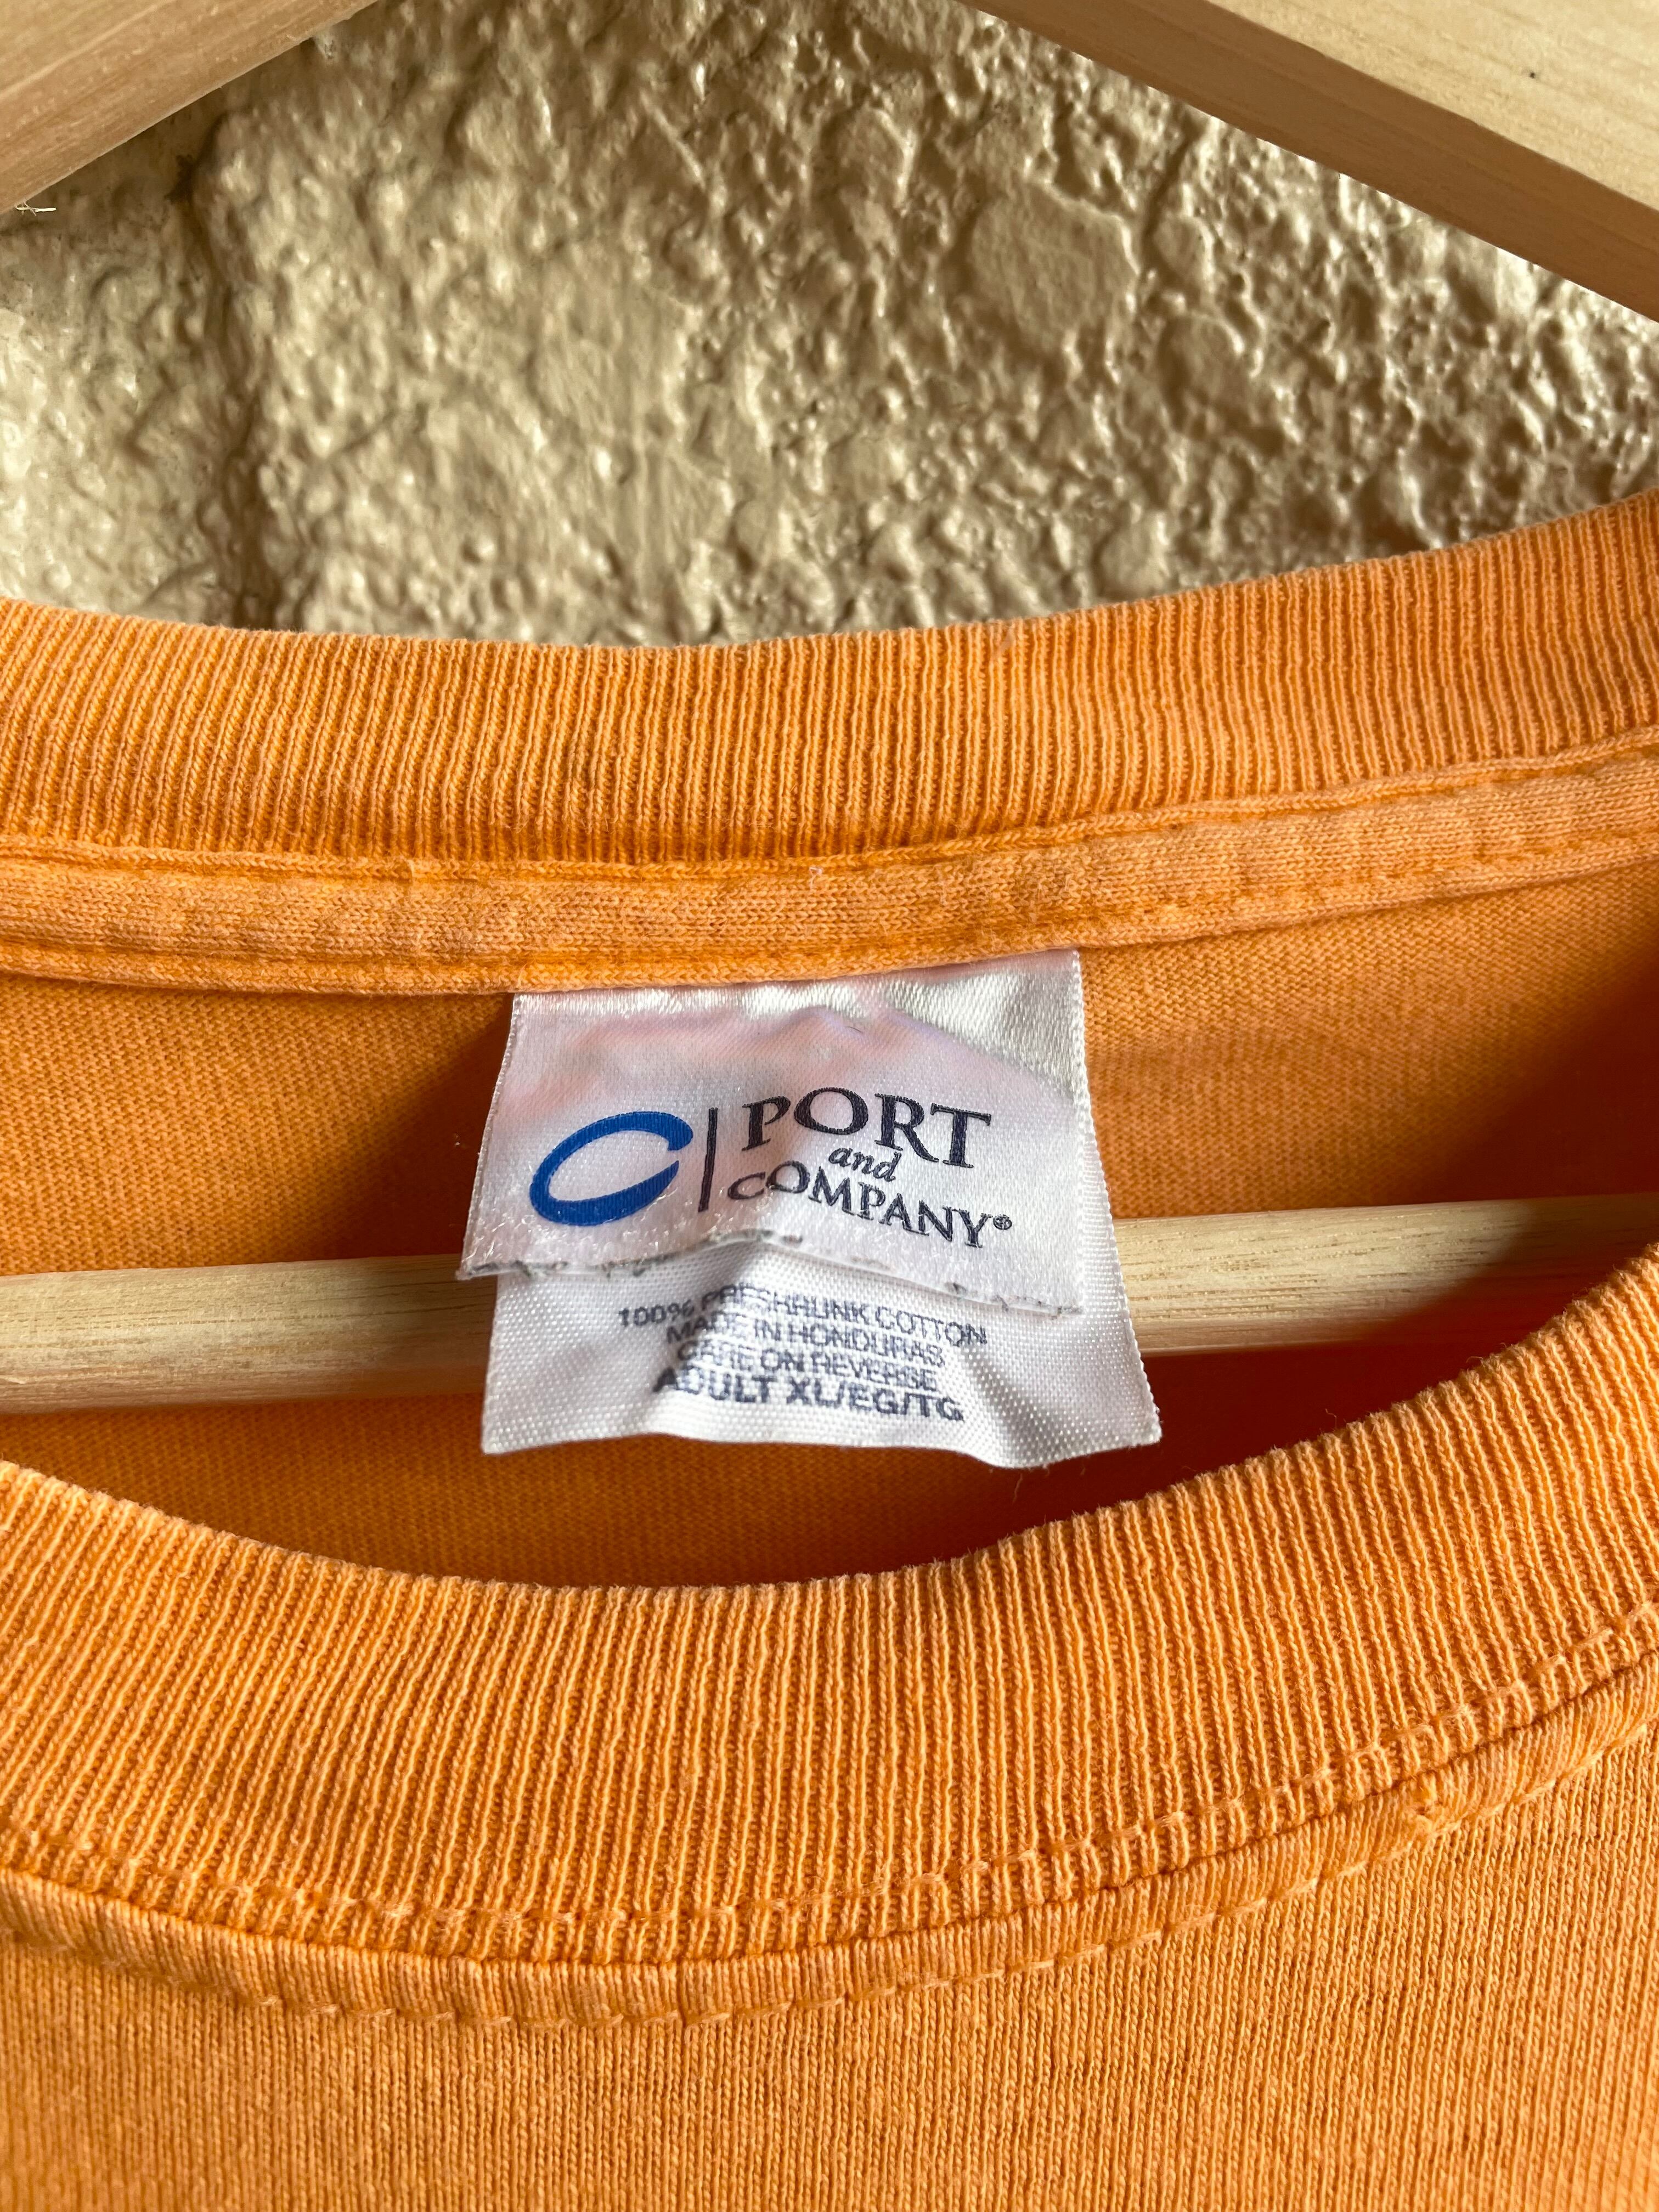 PORT
and
COMPANY®
100% PRESHRUNK COTTON
MADE IN HONDURAS
CARE ON REVERSE
ADULT XL/EG/TG